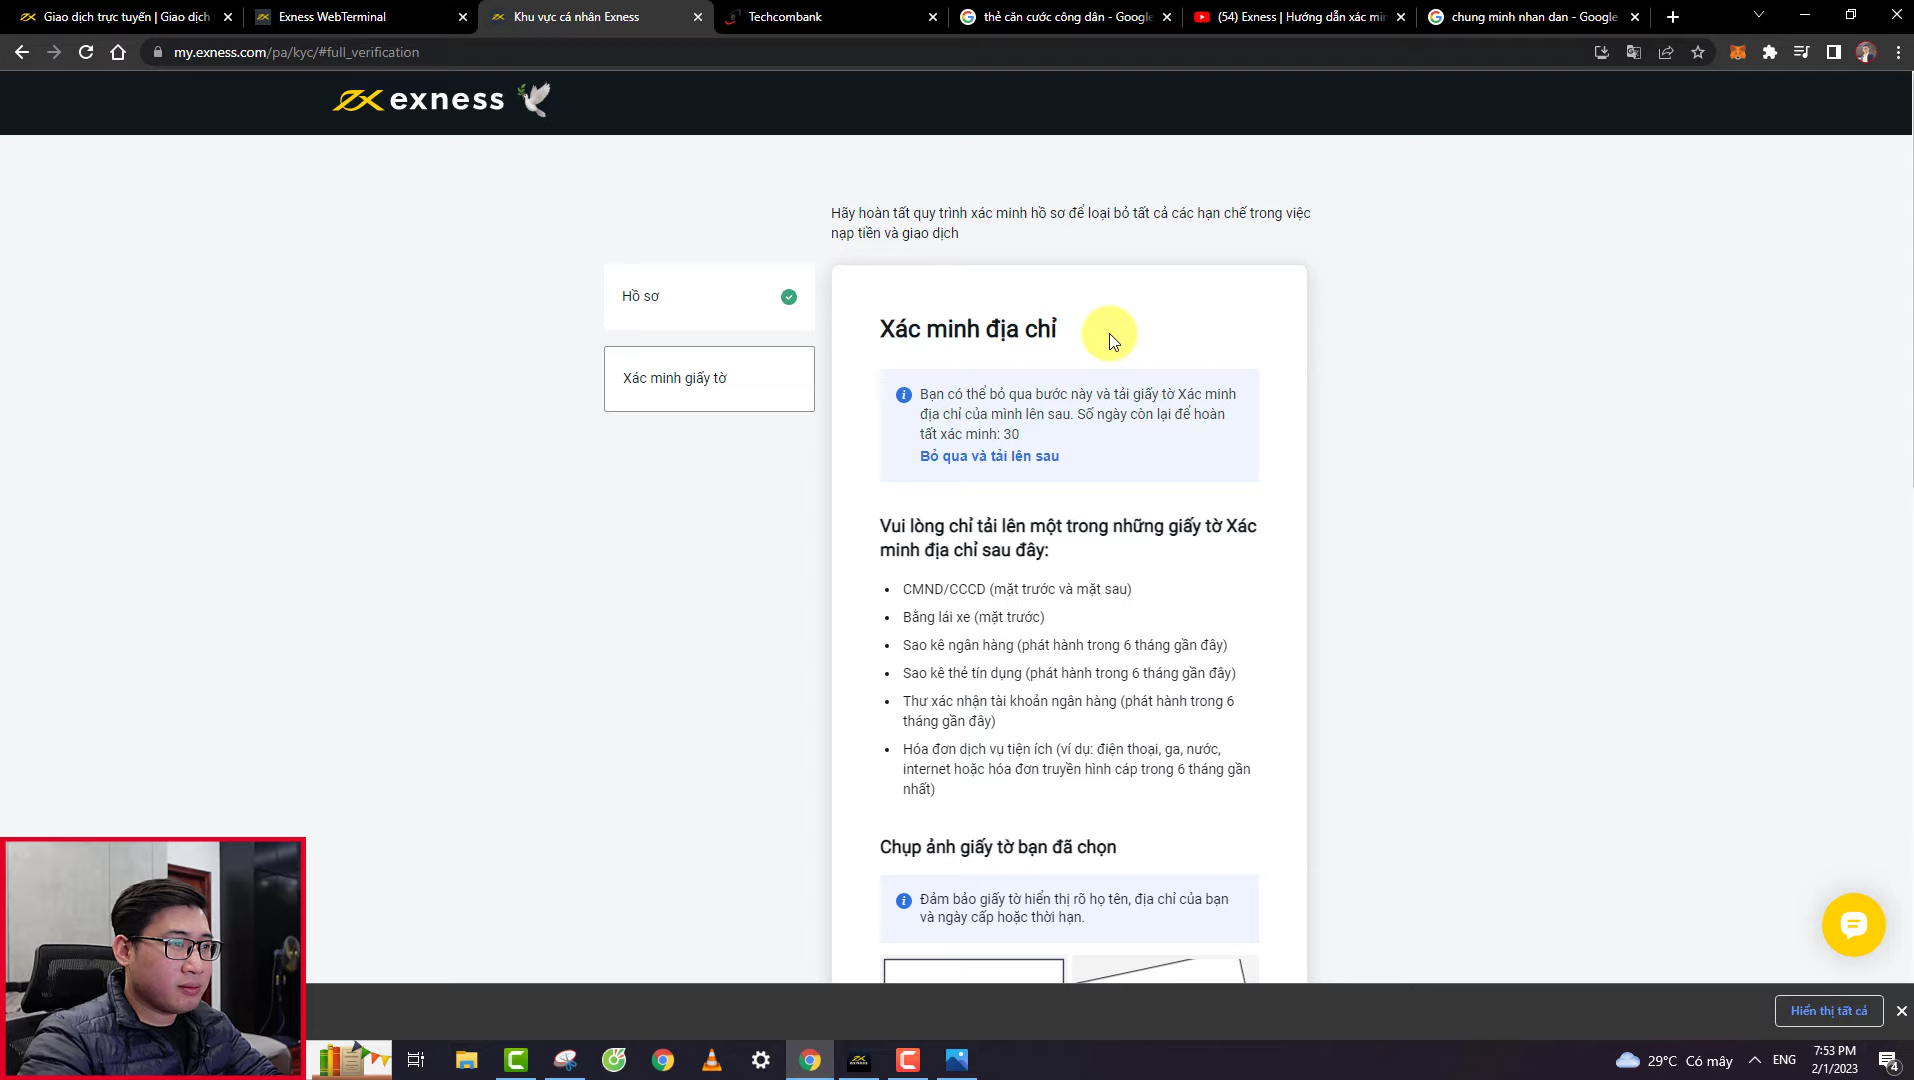 Giao dịch trực tuyến | Giao dịch
Exness WebTerminal
Khu vực cá nhân Exness
Techcombank
thẻ căn cước công dân - Google
(54) Exness | Hướng dẫn xác min
chung minh nhan dan - Google
my.exness.com/pa/kyc/#full_verification
exness
Hãy hoàn tất quy trình xác minh hồ sơ để loại bỏ tất cả các hạn chế trong việc
nạp tiền và giao dịch
Hồ sơ
Xác minh giấy tờ
Xác minh địa chỉ
Bạn có thể bỏ qua bước này và tải giấy tờ Xác minh
địa chỉ của mình lên sau. Số ngày còn lại để hoàn
tất xác minh: 30
Bỏ qua và tải lên sau
Vui lòng chỉ tải lên một trong những giấy tờ Xác
minh địa chỉ sau đây:
• CMND/CCCD (mặt trước và mặt sau)
• Bằng lái xe (mặt trước)
• Sao kê ngân hàng (phát hành trong 6 tháng gần đây)
• Sao kê thẻ tín dụng (phát hành trong 6 tháng gần đây)
• Thư xác nhận tài khoản ngân hàng (phát hành trong 6
tháng gần đây)
• Hóa đơn dịch vụ tiện ích (ví dụ: điện thoại, ga, nước,
internet hoặc hóa đơn truyền hình cáp trong 6 tháng gần
nhất)
Chụp ảnh giấy tờ bạn đã chọn
Đảm bảo giấy tờ hiển thị rõ họ tên, địa chỉ của bạn
và ngày cấp hoặc thời hạn.
Hiển thị tất cả
29°C Có mây
ENG
7:53 PM
2/1/2023
4